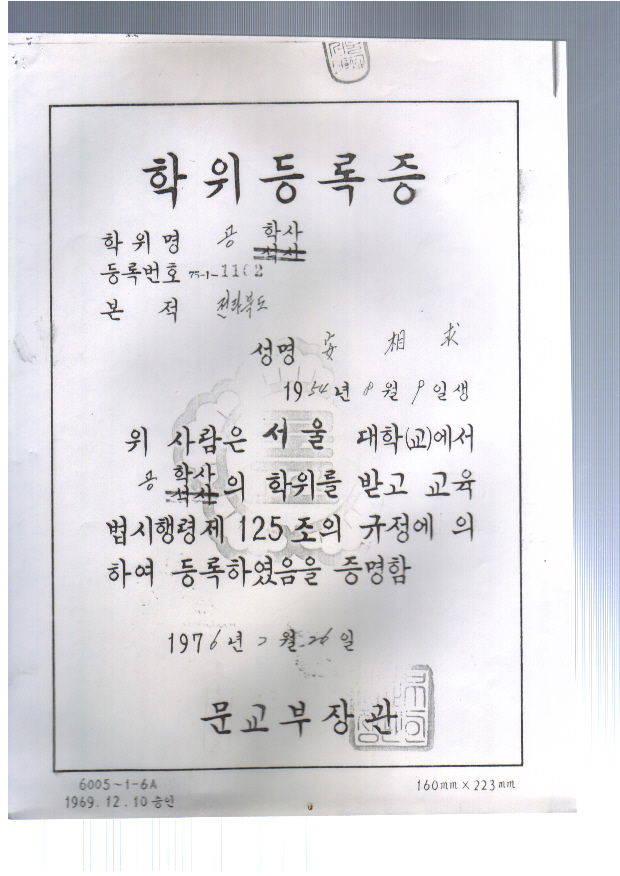 학위등록증
학위명 공 학사
석사
등록번호 75-1-1102
본 적 전라북도
성명 安 相 求
1954년 8월 9일생
위 사람은 서울 대학(교)에서
공 학사
석사 의 학위를 받고 교육
법시행령제 125 조의 규정에 의
하여 등록하였음을 증명함
1976년 2월 26일
문교부장관
6005~1-6A
160mm×223mm
1969.12.10 승인